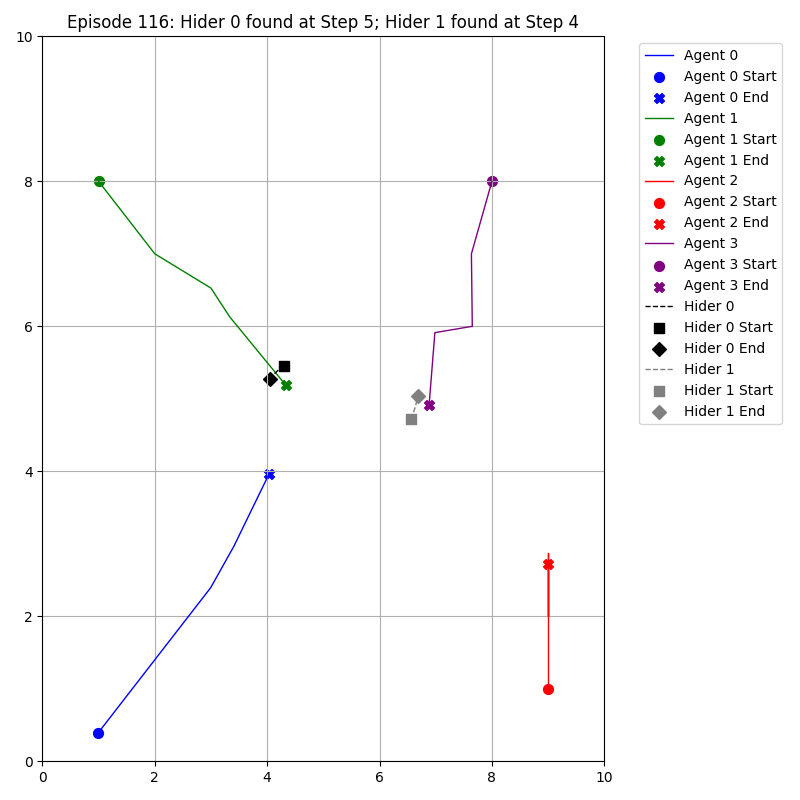 Episode 116: Hider 0 found at Step 5; Hider 1 found at Step 4
10
8
6
4
2
0
0 2 4 6 8 10
Agent 0
Agent 0 Start
Agent 0 End
Agent 1
Agent 1 Start
Agent 1 End
Agent 2
Agent 2 Start
Agent 2 End
Agent 3
Agent 3 Start
Agent 3 End
Hider 0
Hider 0 Start
Hider 0 End
Hider 1
Hider 1 Start
Hider 1 End